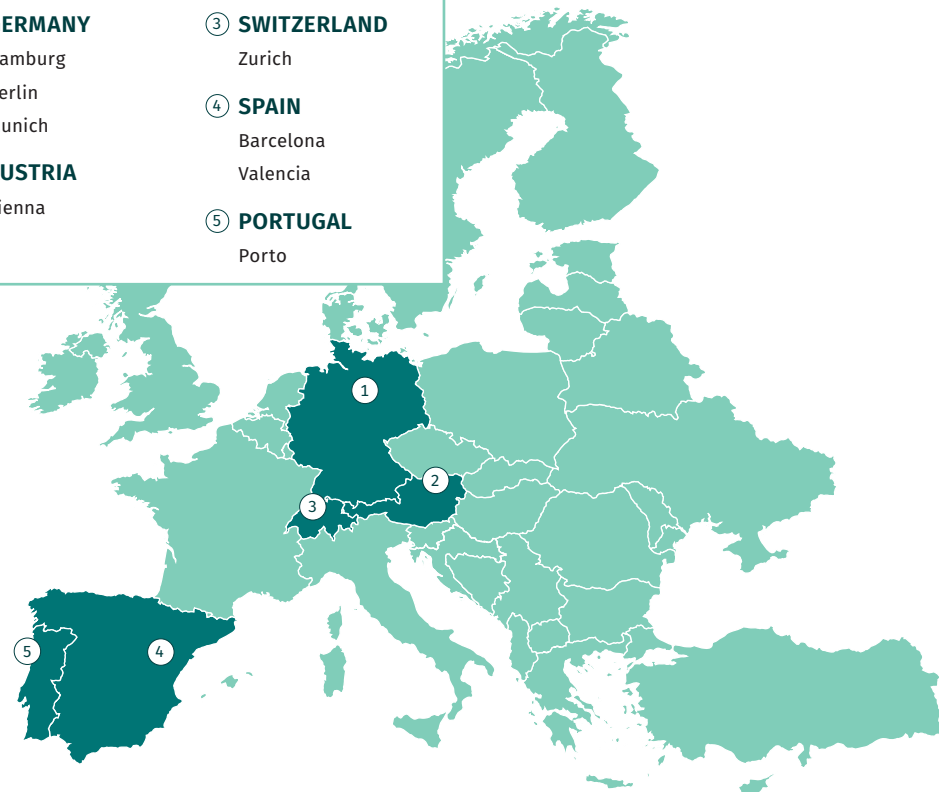 ERMANY
amburg
erlin
unich
USTRIA
ienna
3 SWITZERLAND
Zurich
4 SPAIN
Barcelona
Valencia
5 PORTUGAL
Porto
1
2
3
4
5